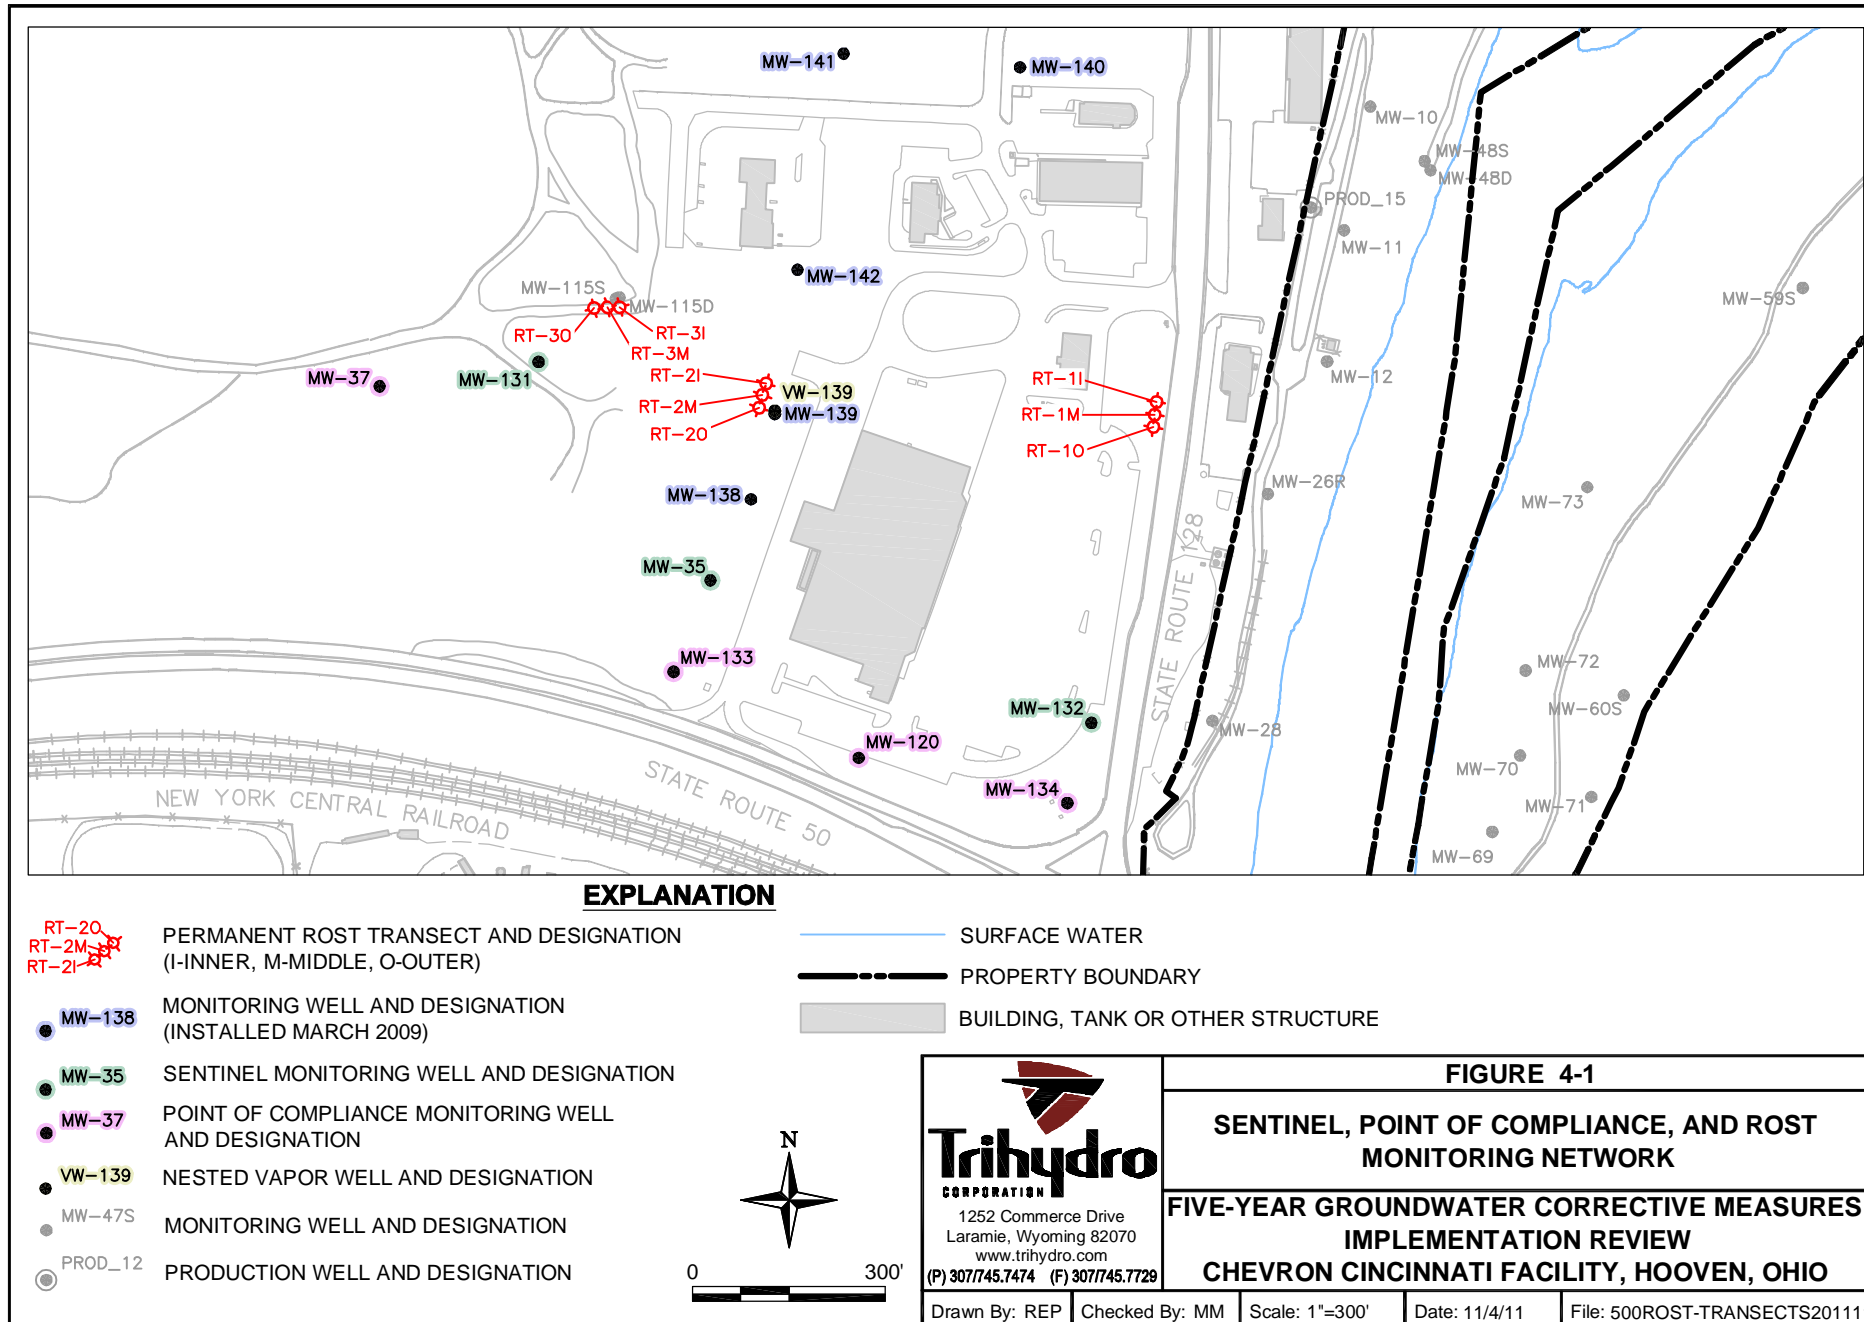 MW-141
MW-140
MW-10
MW-48S
MW-48D
PROD_15
MW-11
MW-142
MW-115S
MW-115D
MW-59S
RT-3O
RT-3I
RT-3M
MW-12
MW-37
MW-131
RT-2I
RT-2M
RT-2O
VW-139
MW-139
RT-1I
RT-1M
RT-1O
MW-138
MW-26R
MW-73
STATE ROUTE 128
MW-35
MW-133
MW-72
MW-60S
MW-132
MW-28
MW-120
MW-70
MW-134
MW-71
MW-69
STATE ROUTE 50
NEW YORK CENTRAL RAILROAD
EXPLANATION
RT-2O
RT-2M
RT-2I
PERMANENT ROST TRANSECT AND DESIGNATION
(I-INNER, M-MIDDLE, O-OUTER)
MW-138
MONITORING WELL AND DESIGNATION
(INSTALLED MARCH 2009)
MW-35
SENTINEL MONITORING WELL AND DESIGNATION
MW-37
POINT OF COMPLIANCE MONITORING WELL
AND DESIGNATION
VW-139
NESTED VAPOR WELL AND DESIGNATION
MW-47S
MONITORING WELL AND DESIGNATION
PROD_12
PRODUCTION WELL AND DESIGNATION
SURFACE WATER
PROPERTY BOUNDARY
BUILDING, TANK OR OTHER STRUCTURE
N
0 300'
Trihydro
CORPORATION
1252 Commerce Drive
Laramie, Wyoming 82070
www.trihydro.com
(P) 307/745.7474 (F) 307/745.7729
FIGURE 4-1
SENTINEL, POINT OF COMPLIANCE, AND ROST
MONITORING NETWORK
FIVE-YEAR GROUNDWATER CORRECTIVE MEASURES
IMPLEMENTATION REVIEW
CHEVRON CINCINNATI FACILITY, HOOVEN, OHIO
Drawn By: REP
Checked By: MM
Scale: 1"=300'
Date: 11/4/11
File: 500ROST-TRANSECTS20111